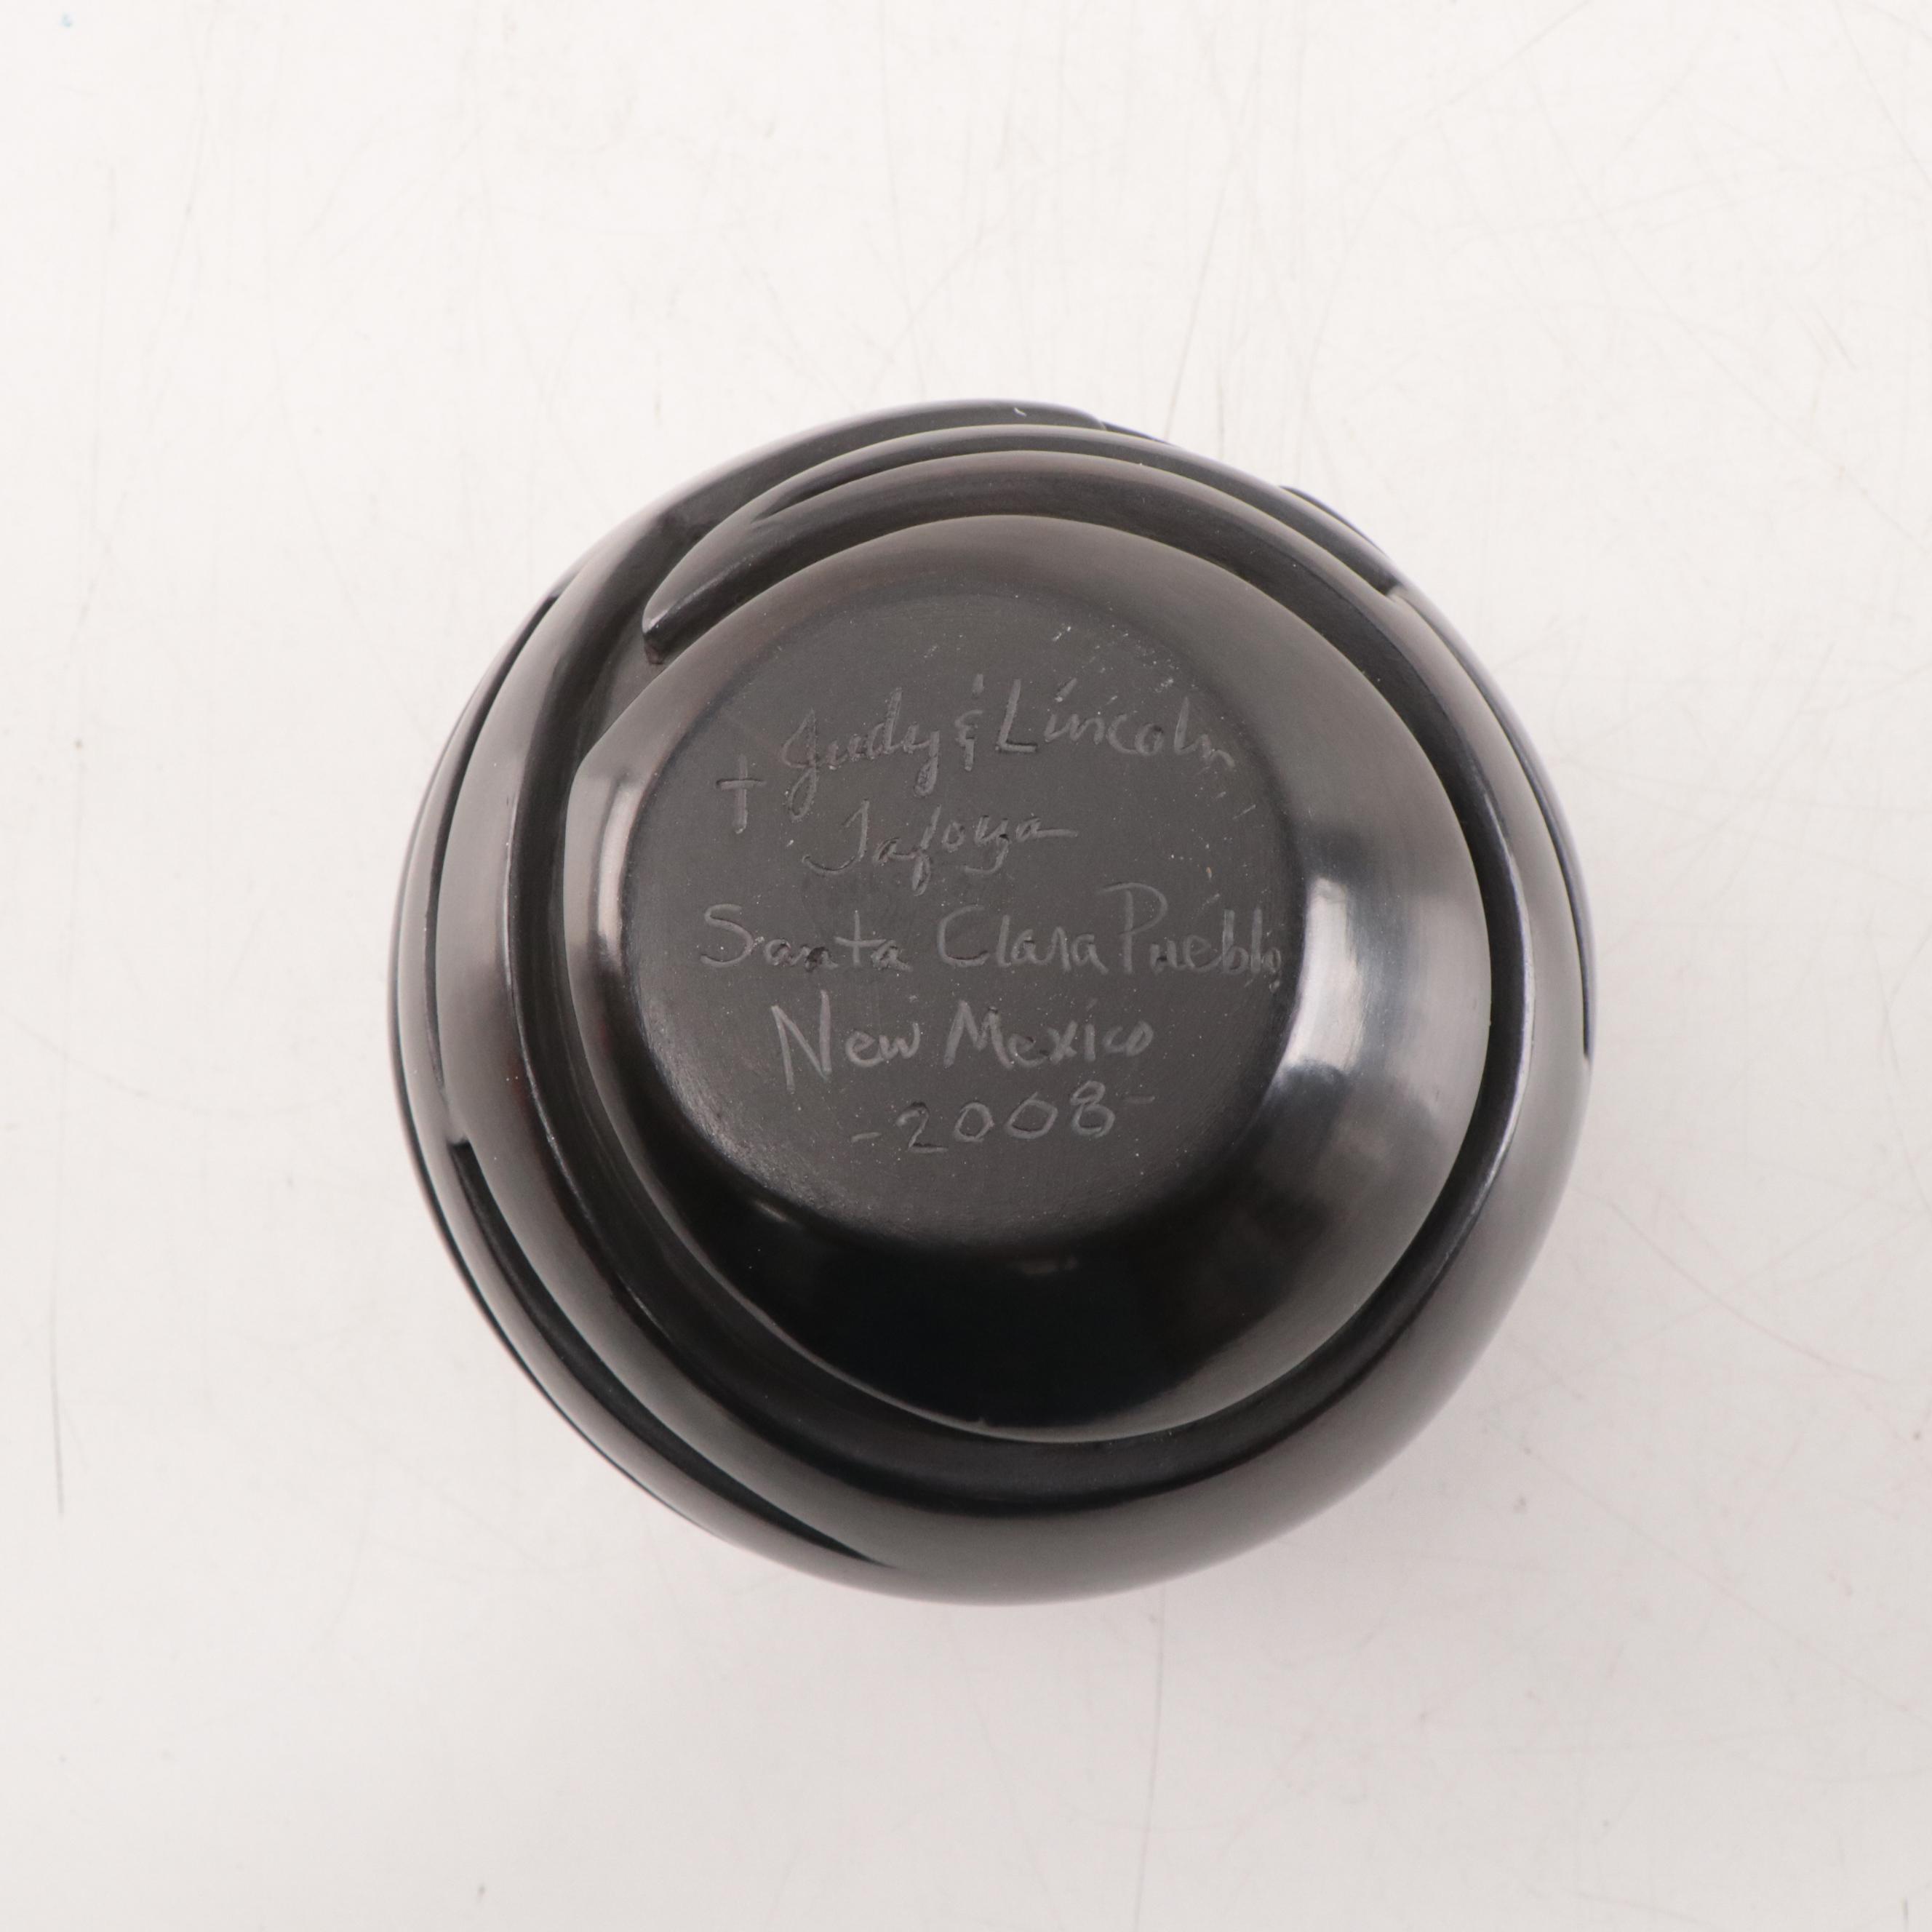 + Judy & Lincoln
Tafoya
Santa Clara Pueblo
New Mexico
-2008-